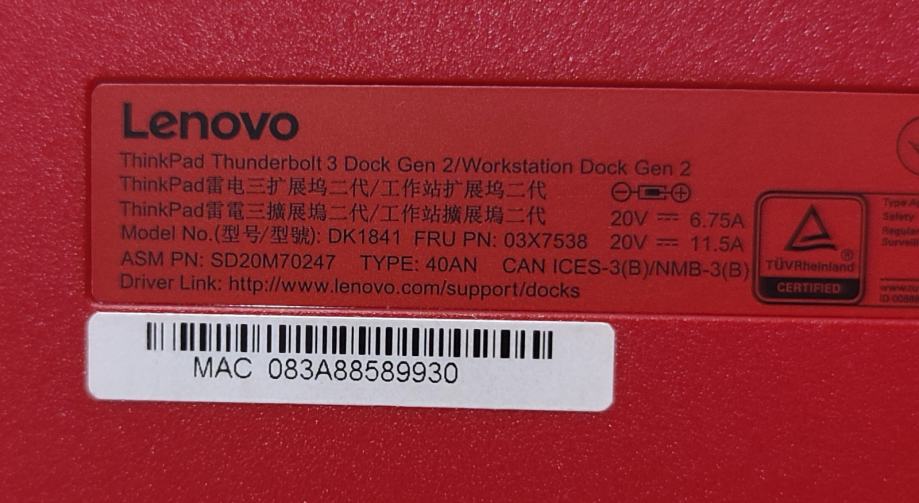 Lenovo
ThinkPad Thunderbolt 3 Dock Gen 2/Workstation Dock Gen 2
ThinkPad雷电三扩展坞二代/工作站扩展坞二代
ThinkPad雷電三擴展塢二代/工作站擴展塢二代
20V 6.75A
Model No.(型号/型號): DK1841 FRU PN: 03X7538 20V 11.5A
ASM PN: SD20M70247 TYPE: 40AN CAN ICES-3(B)/NMB-3(B)
Driver Link: http://www.lenovo.com/support/docks
TÜVRheinland®
CERTIFIED
Type
Safety
MAC 083A88589930